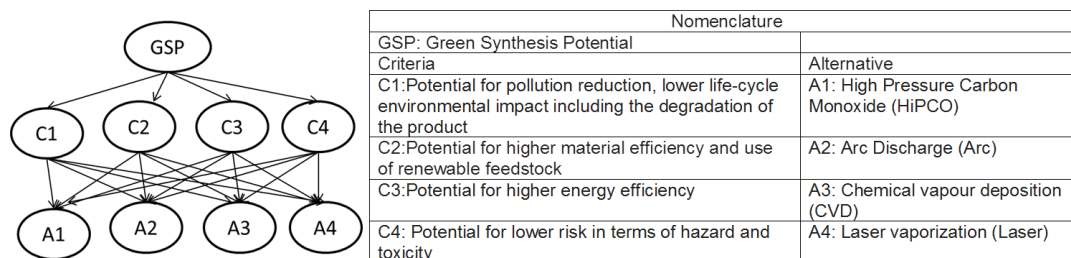 GSP
C1
C2
C3
C4
A1
A2
A3
A4
Nomenclature
GSP: Green Synthesis Potential
Criteria
Alternative
C1:Potential for pollution reduction, lower life-cycle
environmental impact including the degradation of
the product
A1: High Pressure Carbon
Monoxide (HiPCO)
C2:Potential for higher material efficiency and use
of renewable feedstock
A2: Arc Discharge (Arc)
C3:Potential for higher energy efficiency
A3: Chemical vapour deposition
(CVD)
C4: Potential for lower risk in terms of hazard and
toxicity
A4: Laser vaporization (Laser)